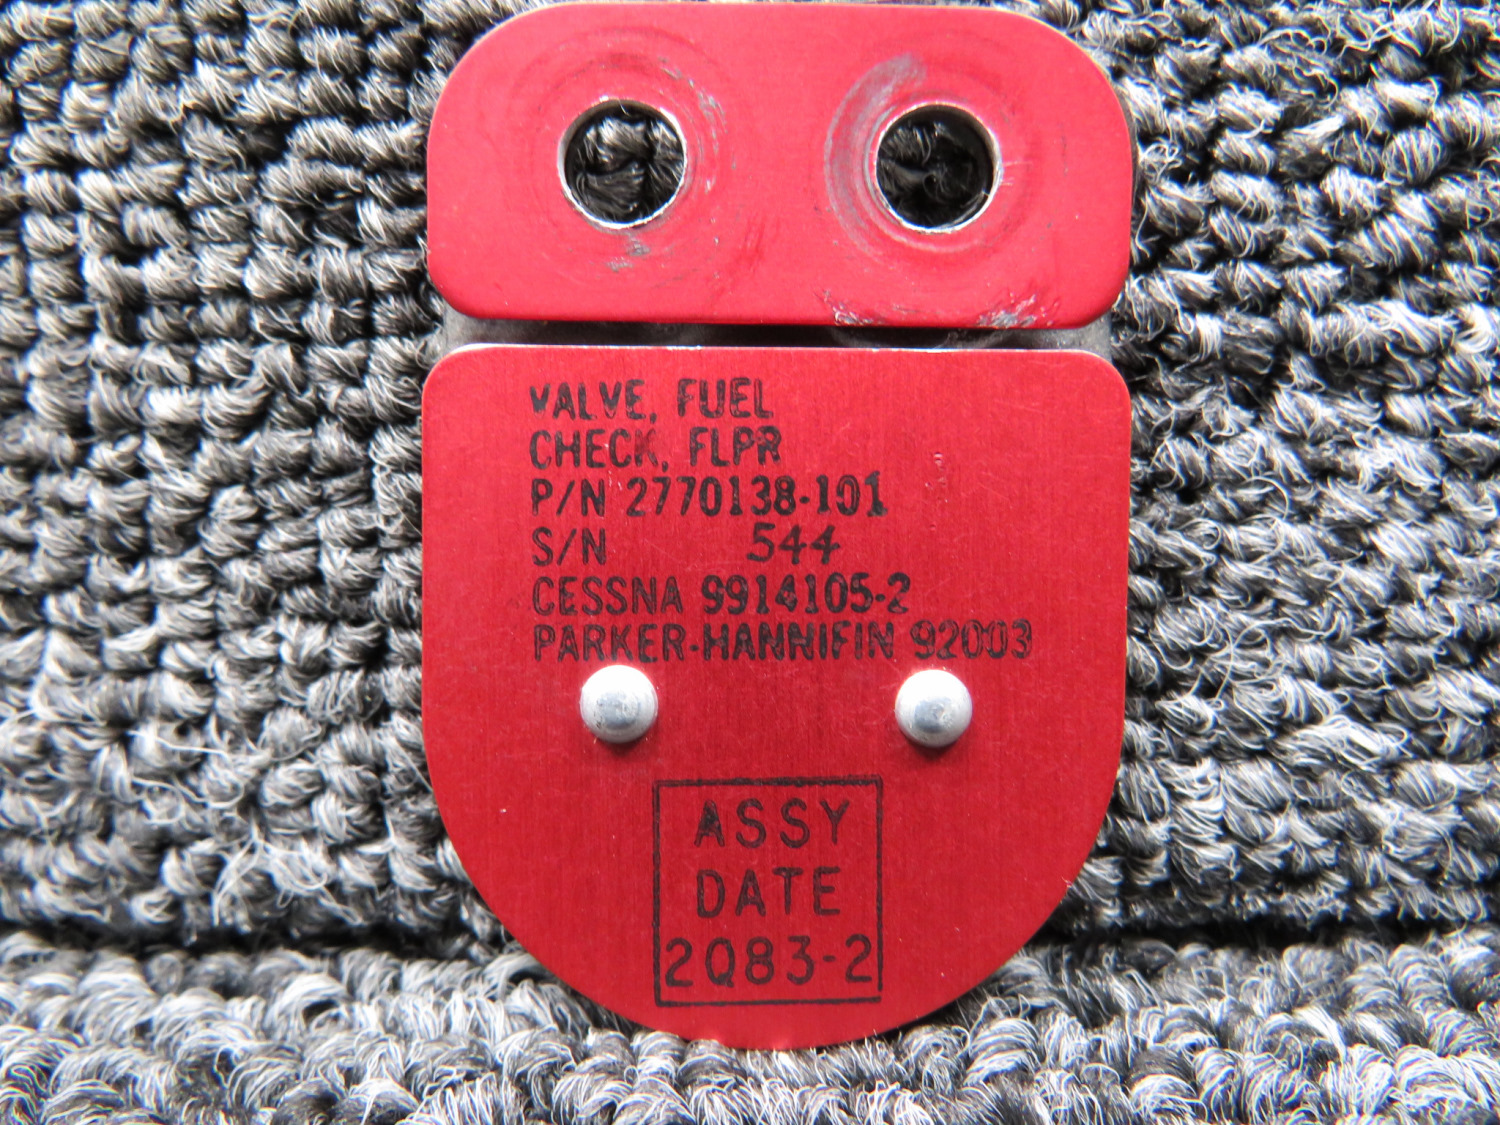 VALVE, FUEL
CHECK, FLPR
P/N 2770138-101
S/N 544
CESSNA 9914105-2
PARKER-HANNIFIN 92003
ASSY
DATE
2Q83-2